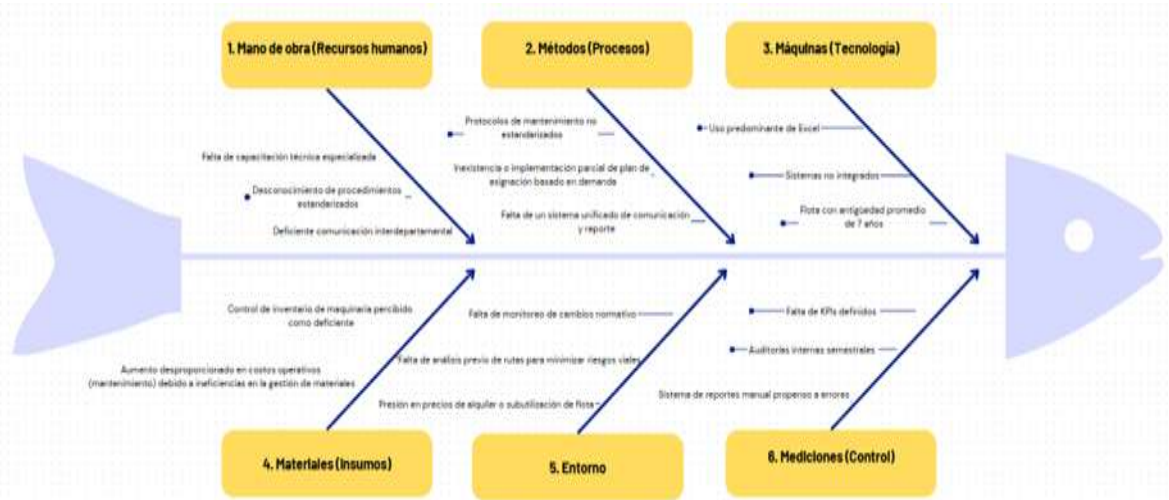 1. Mano de obra (Recursos humanos)
2. Métodos (Procesos)
3. Máquinas (Tecnología)
Falta de capacitación técnica especializada
Desconocimiento de procedimientos
estandarizados
Deficiente comunicación interdepartamental
Protocolos de mantenimiento no
estandarizados
Inexistencia o implementación parcial de plan de
asignación basado en demanda
Falta de un sistema unificado de comunicación
y reporte
Uso predominante de Excel
Sistemas no integrados
Flota con antigüedad promedio
de 7 años
Control de inventario de maquinaria percibido
como deficiente
Aumento desproporcionado en costos operativos
(mantenimiento) debido a ineficiencias en la gestión de materiales
Falta de monitoreo de cambios normativo
Falta de análisis previo de rutas para minimizar riesgos viales
Presión en precios de alquiler o subutilización de flota
Falta de KPIs definidos
Auditorías internas semestrales
Sistema de reportes manual propenso a errores
4. Materiales (Insumos)
5. Entorno
6. Mediciones (Control)